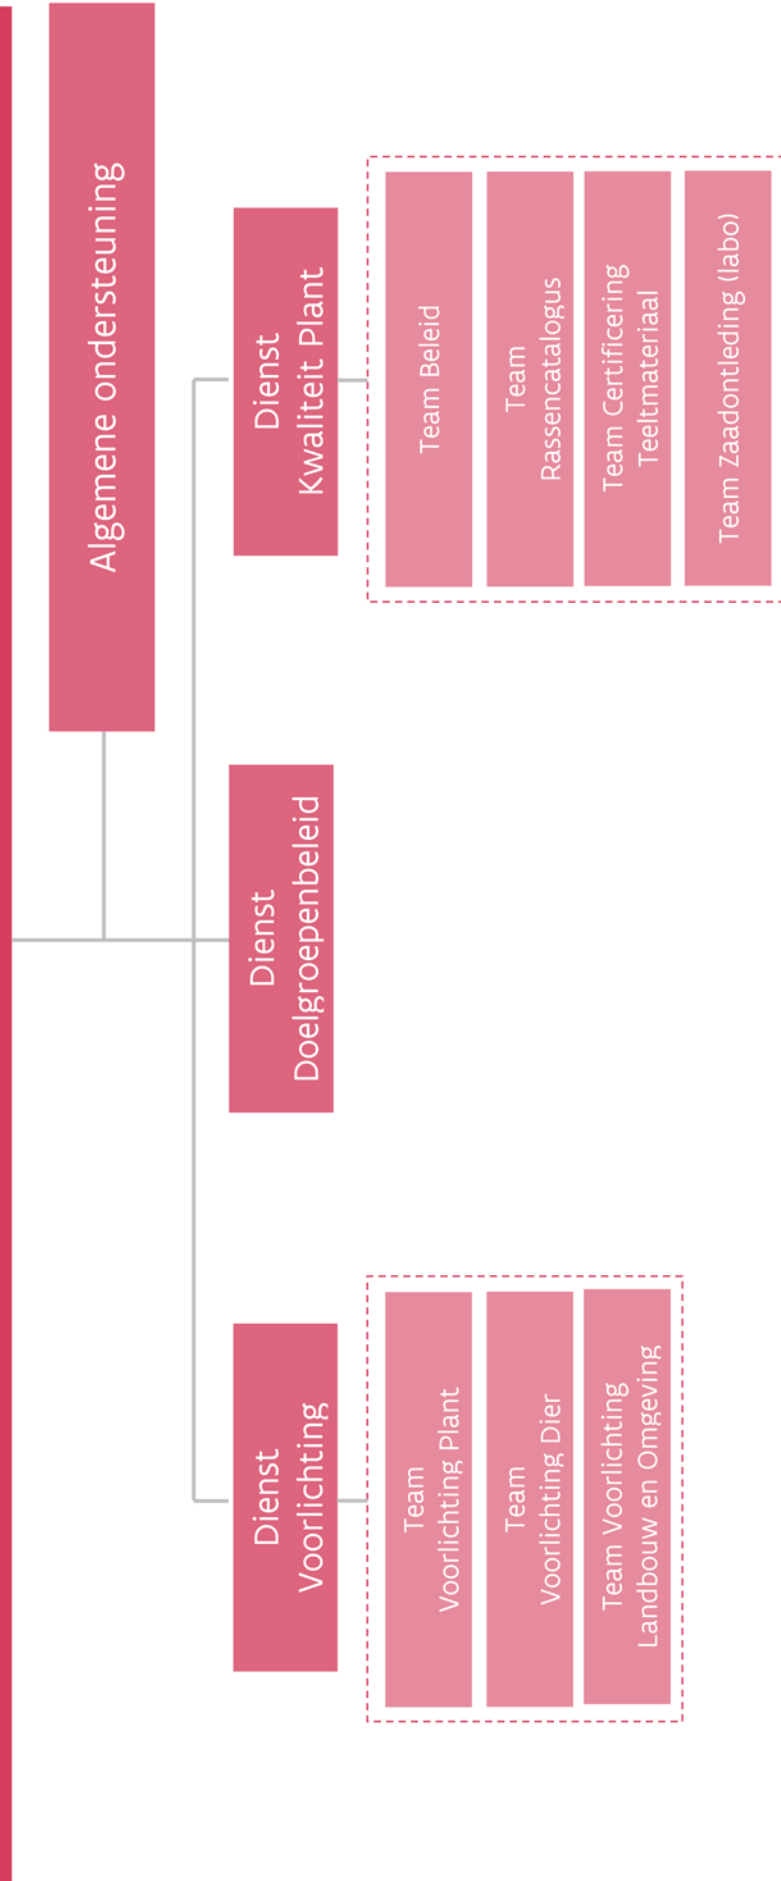 Algemene ondersteuning
Dienst
Voorlichting
Dienst
Doelgroepenbeleid
Dienst
Kwaliteit Plant
Team
Voorlichting Plant
Team
Voorlichting Dier
Team Voorlichting
Landbouw en Omgeving
Team Beleid
Team
Rassencatalogus
Team Certificering
Teeltmateriaal
Team Zaadontleding (labo)